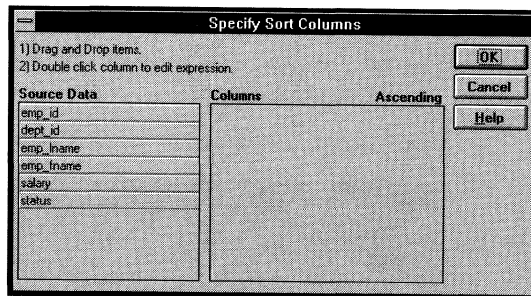 Specify Sort Columns
1) Drag and Drop items.
2) Double click column to edit expression.
OK
Cancel
Help
Source Data
Columns Ascending
emp_id
dept_id
emp_lname
emp_fname
salary
status